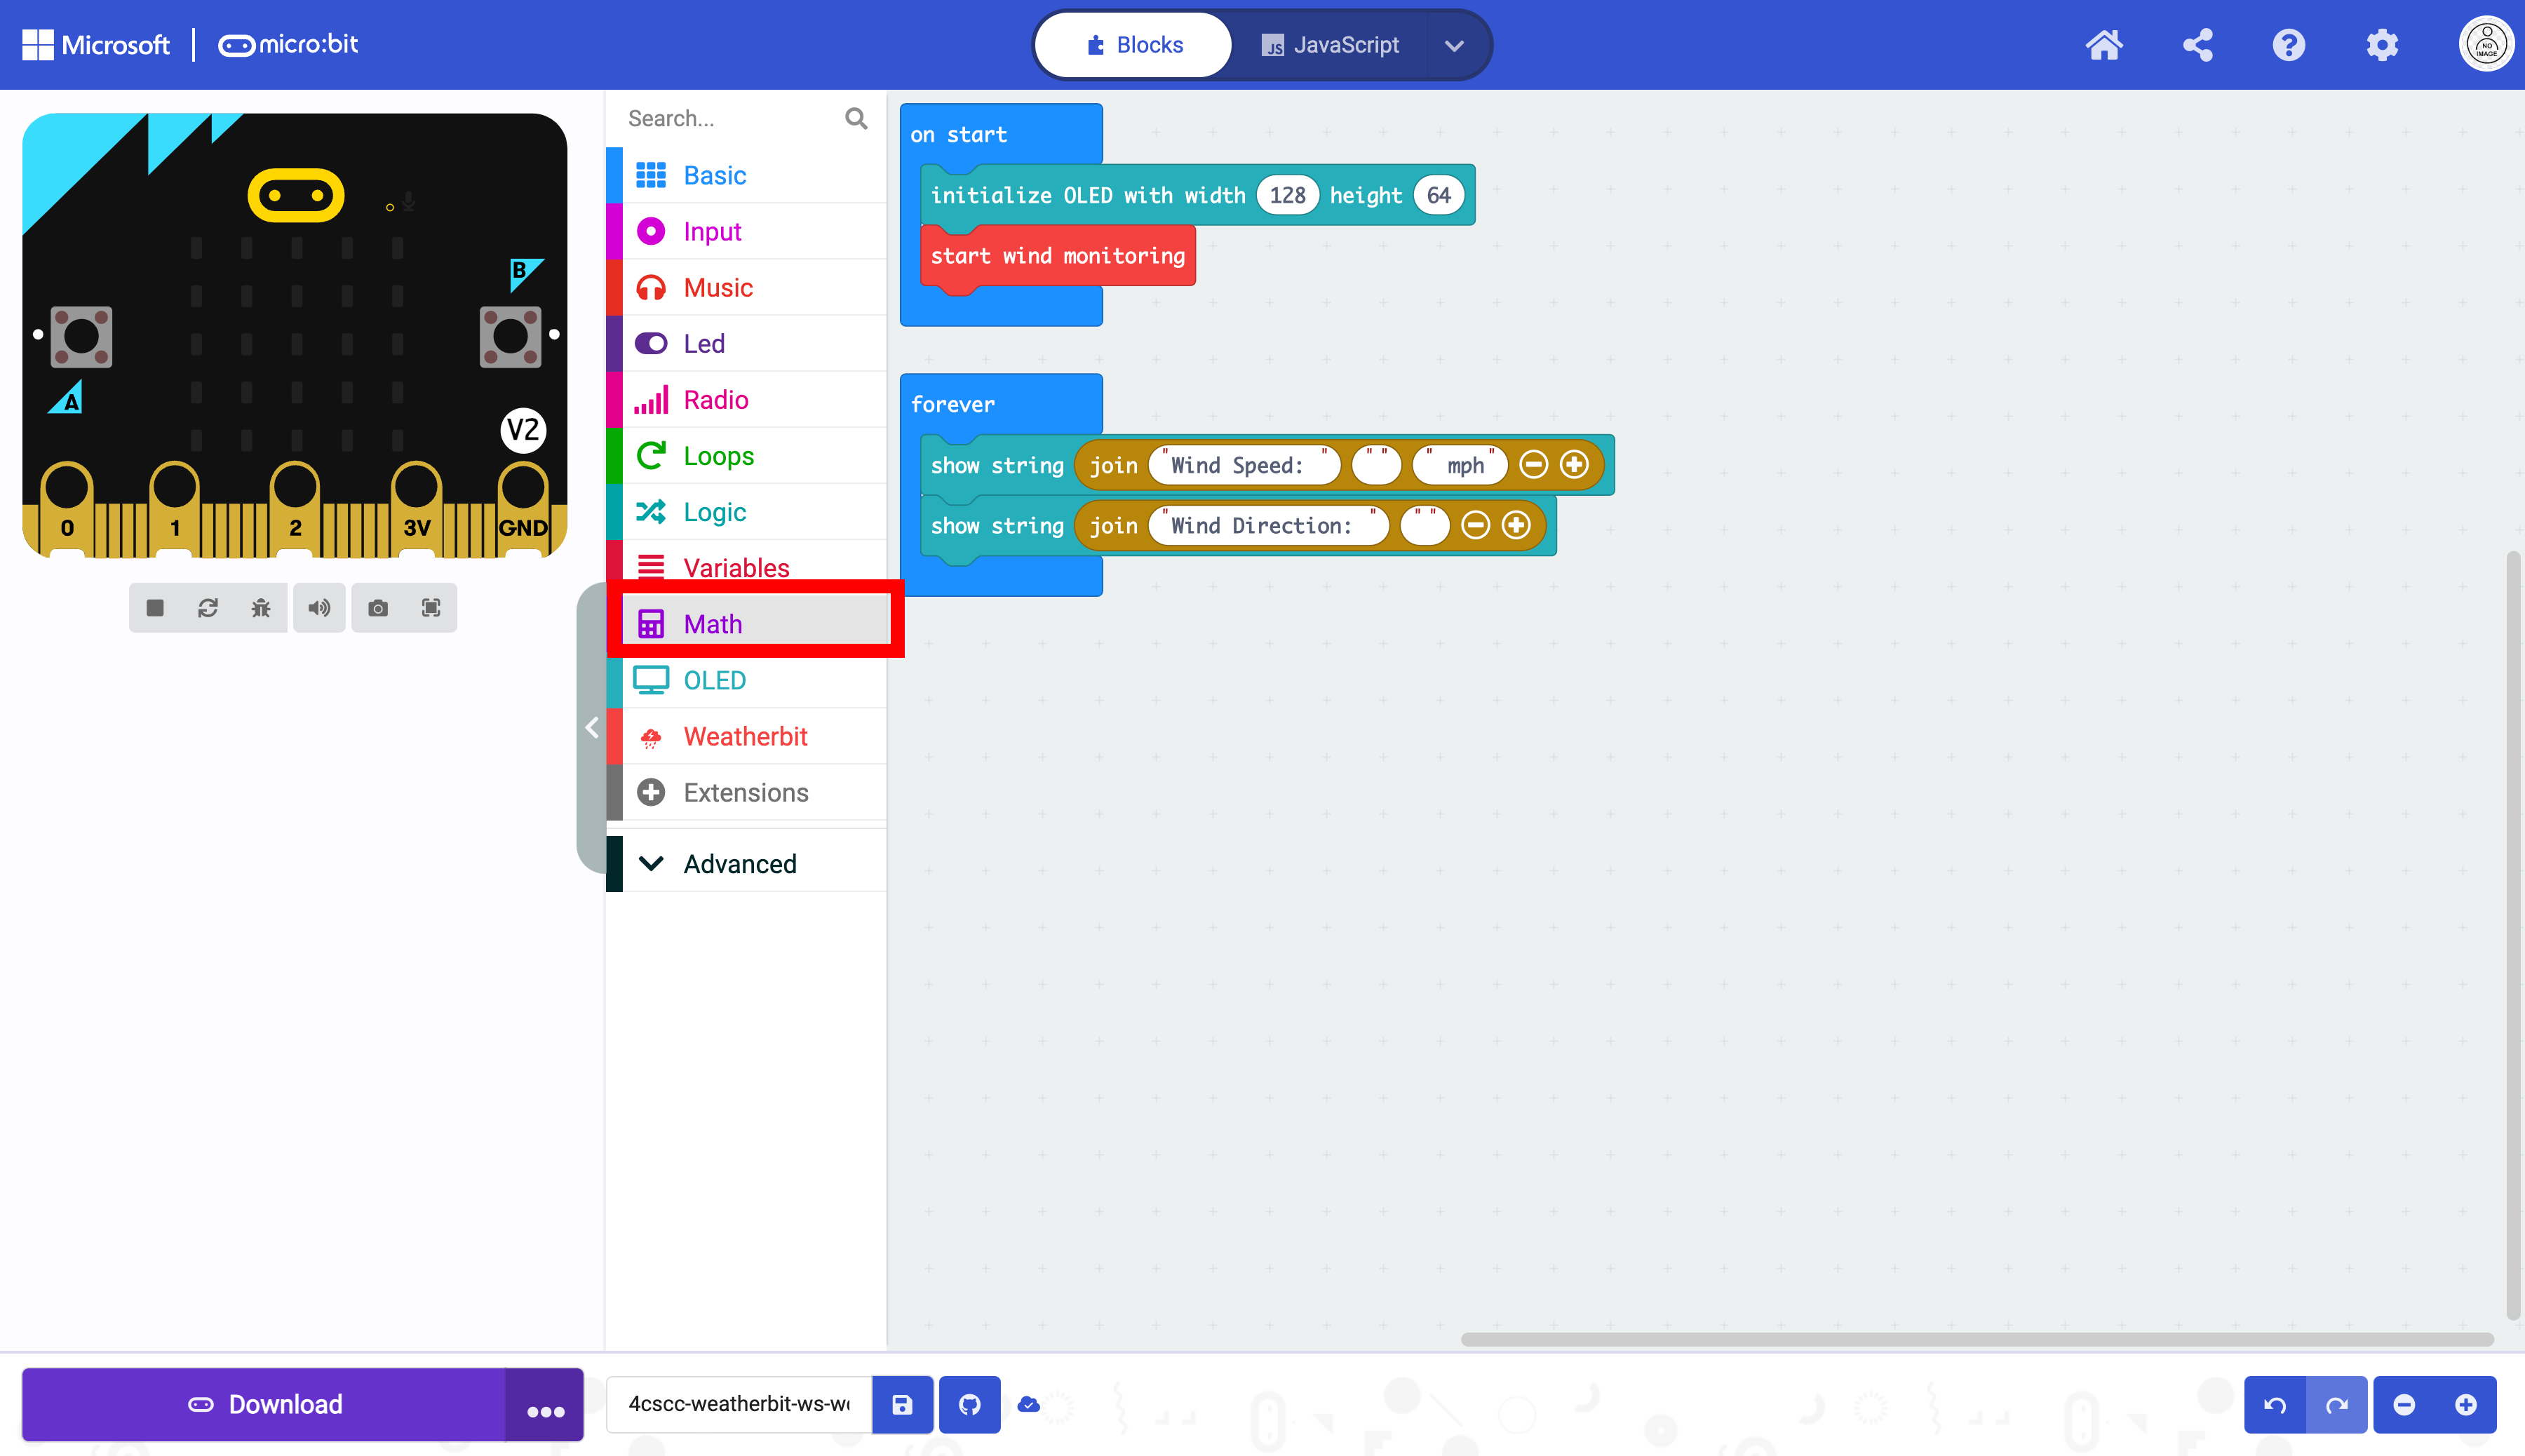 Microsoft | micro:bit
Blocks
JavaScript
NO
IMAGE
Search...
Basic
Input
Music
Led
Radio
Loops
Logic
Variables
Math
OLED
Weatherbit
Extensions
Advanced
B
A
V2
0 1 2 3V GND
on start
initialize OLED with width 128 height 64
start wind monitoring
forever
show string join "Wind Speed: " " " " mph"
show string join "Wind Direction: " " "
Download
4cscc-weatherbit-ws-w